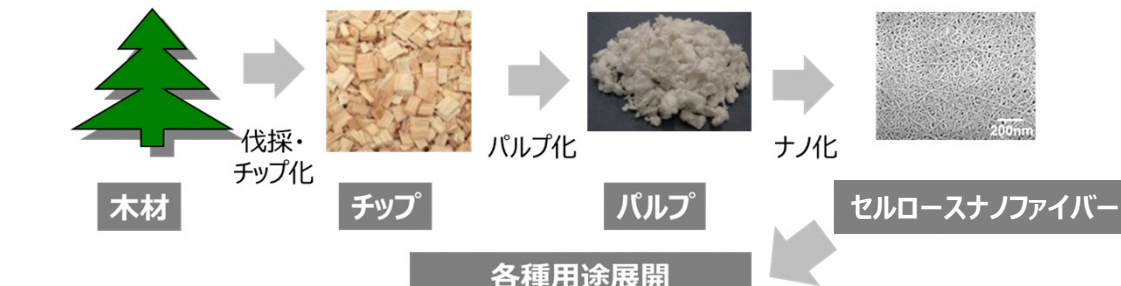 伐採・
チップ化
パルプ化
ナノ化
200nm
木材
チップ
パルプ
セルロースナノファイバー
各種用途展開